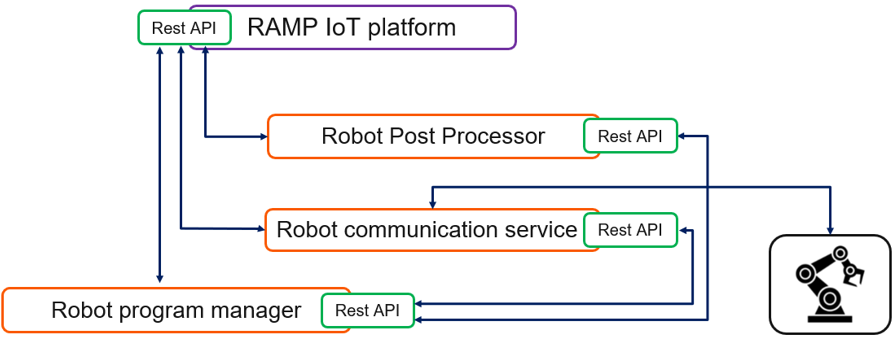 Rest API
RAMP IoT platform
Robot Post Processor
Rest API
Robot communication service
Rest API
Robot program manager
Rest API